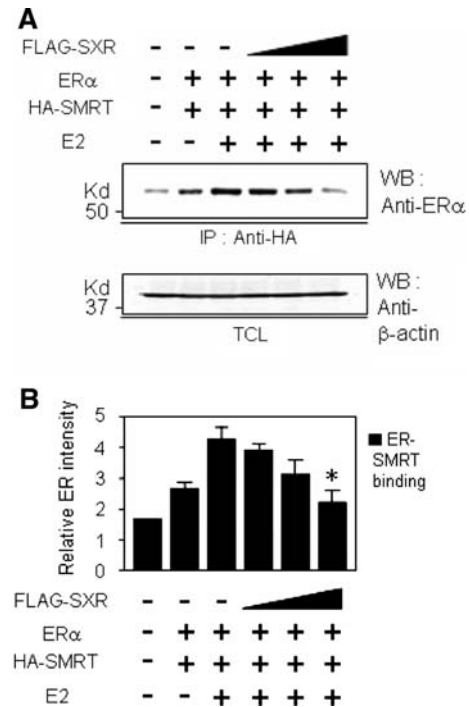 A
FLAG-SXR - - -
ERα - + + + + +
HA-SMRT - + + + + +
E2 - - + + + +
Kd
50
WB :
Anti-ERα
IP : Anti-HA
Kd
37
WB :
Anti-
β-actin
TCL
B
Relative ER intensity
5
4
3
2
1
0
*
ER-
SMRT
binding
FLAG-SXR - - -
ERα - + + + + +
HA-SMRT - + + + + +
E2 - - + + + +